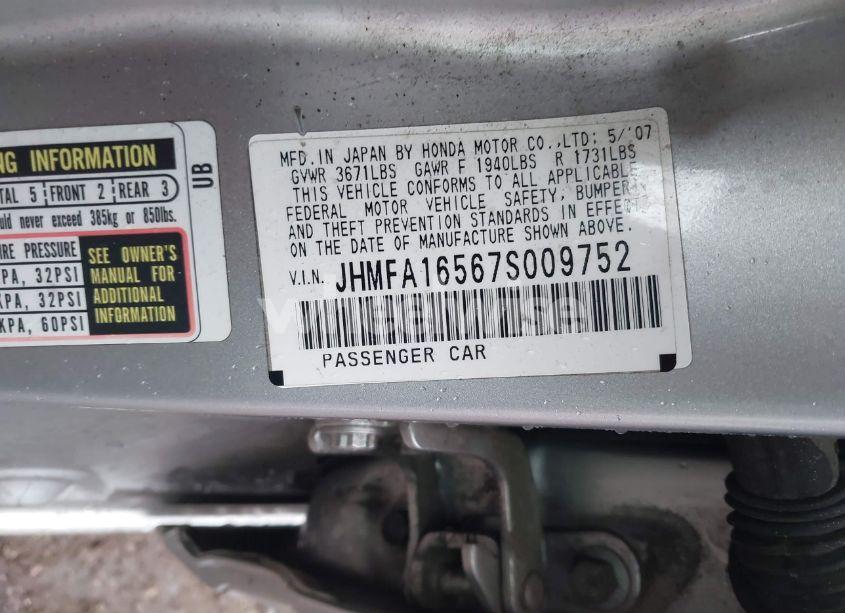 NG INFORMATION
TAL 5 FRONT 2 REAR 3
ould never exceed 385kg or 850lbs.
IRE PRESSURE
PA, 32PSI
KPA, 32PSI
KPA, 60PSI
SEE OWNER'S
MANUAL FOR
ADDITIONAL
INFORMATION
UB
MFD. IN JAPAN BY HONDA MOTOR CO.,LTD; 5/'07
GVWR 3671LBS GAWR F 1940LBS R 1731LBS
THIS VEHICLE CONFORMS TO ALL APPLICABLE
FEDERAL MOTOR VEHICLE SAFETY, BUMPER,
AND THEFT PREVENTION STANDARDS IN EFFECT
ON THE DATE OF MANUFACTURE SHOWN ABOVE.
V.I.N. JHMFA16567S009752
PASSENGER CAR